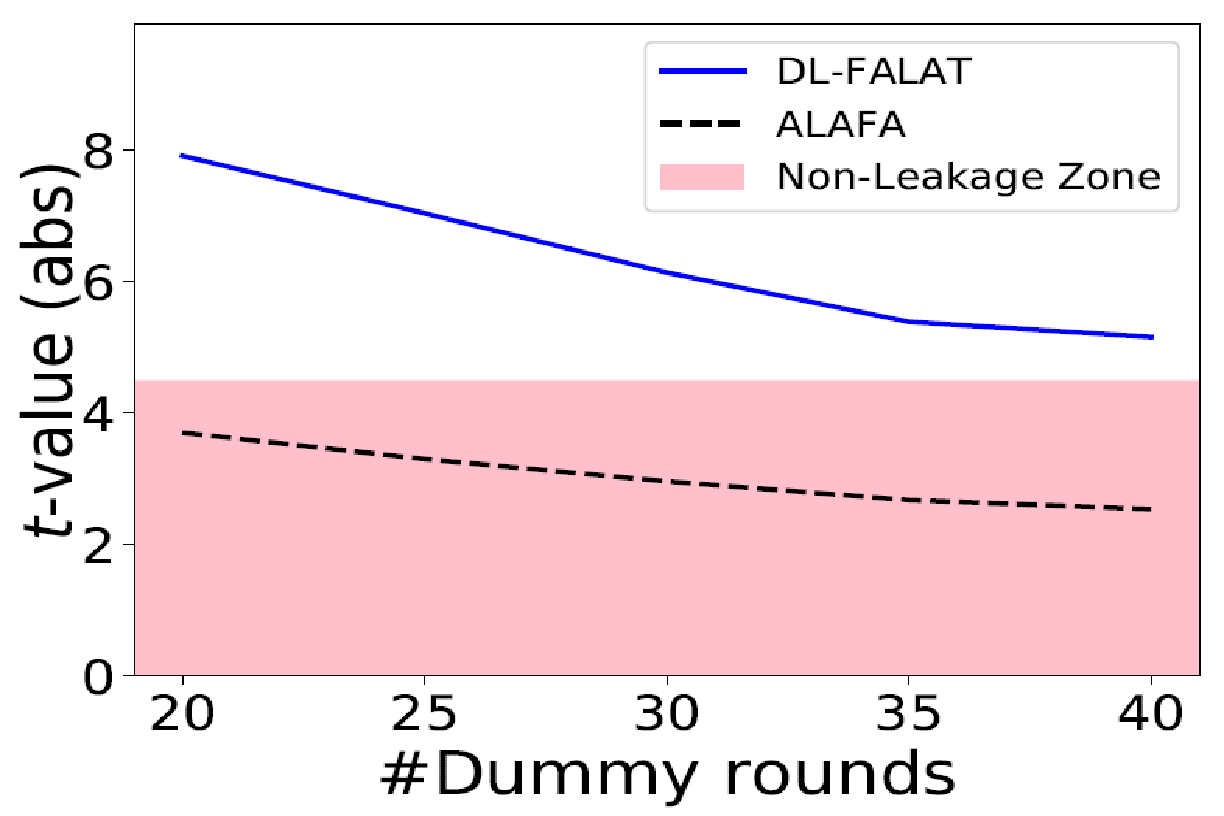 DL-FALAT
ALAFA
Non-Leakage Zone
t-value (abs)
8
6
4
2
0
20 25 30 35 40
#Dummy rounds